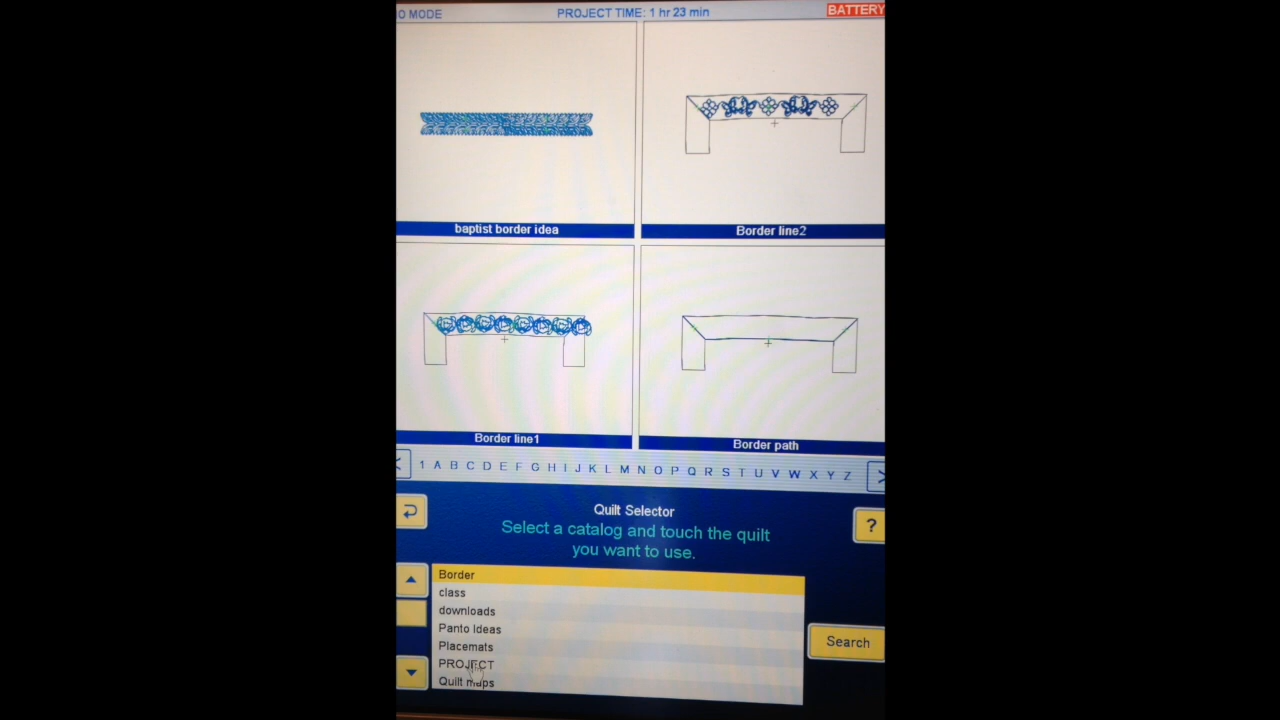 O MODE PROJECT TIME: 1 hr 23 min BATTERY
baptist border idea
Border line2
Border line1
Border path
< 1 A B C D E F G H I J K L M N O P Q R S T U V W X Y Z >
Quilt Selector
Select a catalog and touch the quilt
you want to use.
?
Border
class
downloads
Panto Ideas
Placemats
PROJECT
Quilt maps
Search